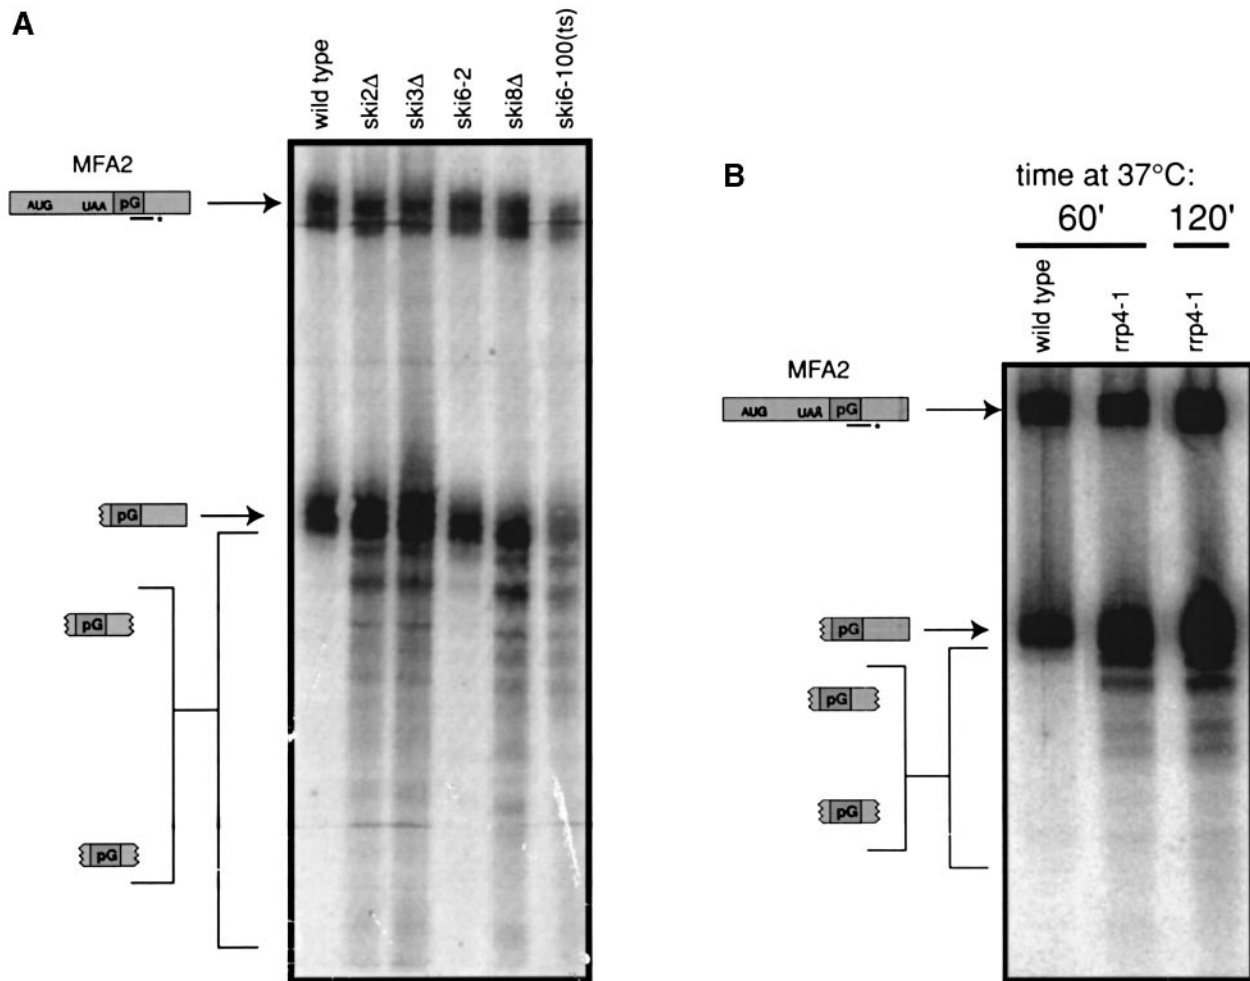 A
wild type
ski2Δ
ski3Δ
ski6-2
ski8Δ
ski6-100(ts)
MFA2
AUG UAA pG
pG
pG
pG
B
time at 37°C:
60' 120'
wild type
rrp4-1
rrp4-1
MFA2
AUG UAA pG
pG
pG
pG